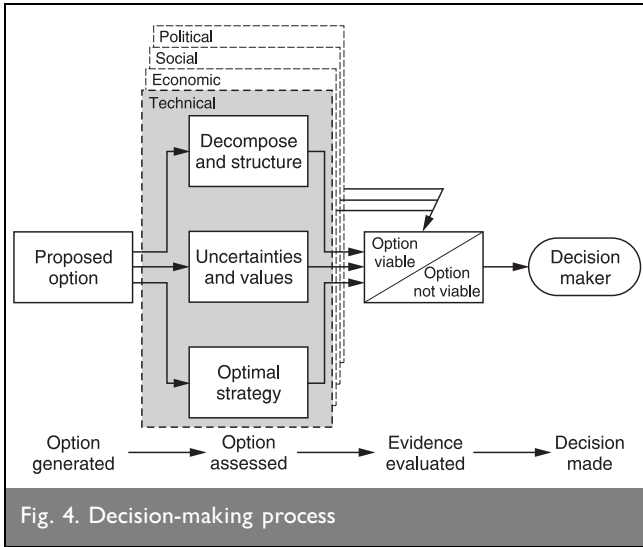 Political
Social
Economic
Technical
Decompose
and structure
Proposed
option
Uncertainties
and values
Optimal
strategy
Option
viable
Option
not viable
Decision
maker
Option
generated
Option
assessed
Evidence
evaluated
Decision
made
Fig. 4. Decision-making process